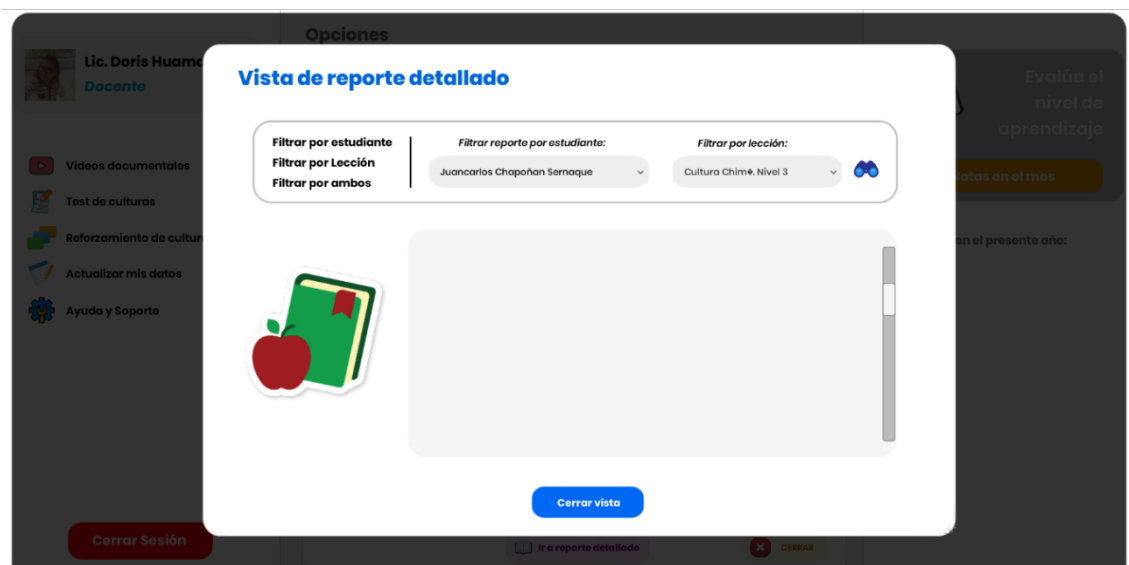 Opciones
Lic. Doris
Docente
Videos documentales
Test de culturas
Reforzamiento de
Actualizar mis datos
Ayuda y Soporte
Cerrar Sesión
Vista de reporte detallado
Filtrar por estudiante
Filtrar por Lección
Filtrar por ambos
Filtrar reporte por estudiante:
Juancarlos Chapoñan Sernaque
Filtrar por lección:
Cultura Chim�. Nivel 3
Cerrar vista
Ir a reporte detallado
CERRAR
Evalúa el
nivel de
aprendizaje
Notas en el mes
en el presente año: